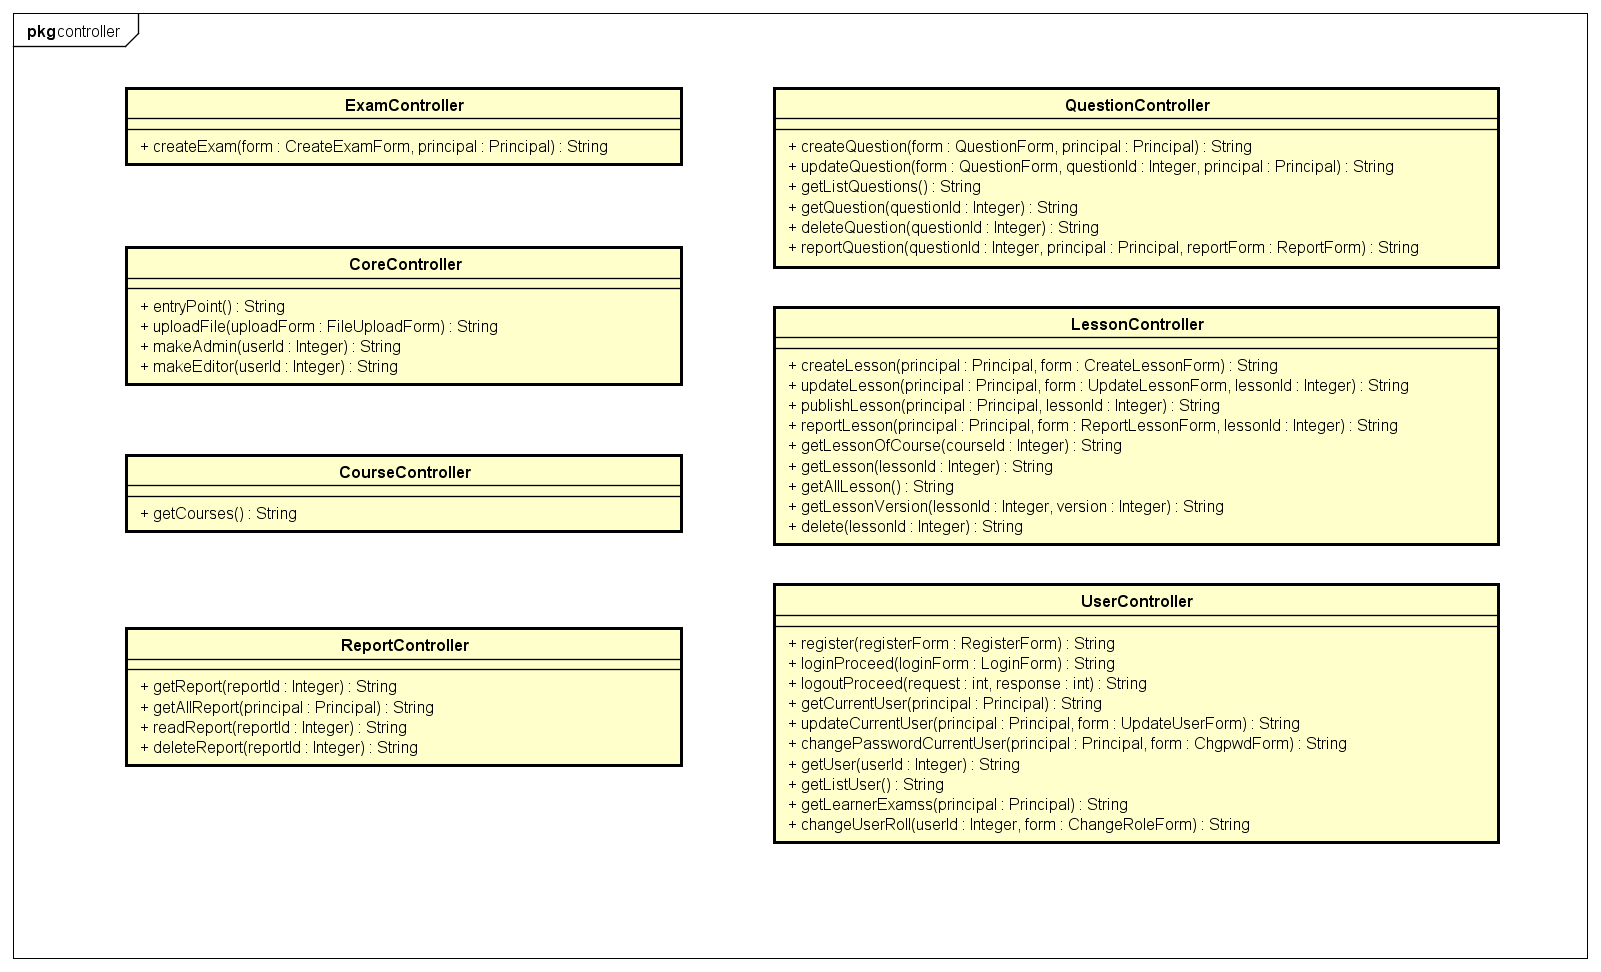 pkg controller
ExamController
+ createExam(form : CreateExamForm, principal : Principal) : String
CoreController
+ entryPoint() : String
+ uploadFile(uploadForm : FileUploadForm) : String
+ makeAdmin(userId : Integer) : String
+ makeEditor(userId : Integer) : String
CourseController
+ getCourses() : String
ReportController
+ getReport(reportId : Integer) : String
+ getAllReport(principal : Principal) : String
+ readReport(reportId : Integer) : String
+ deleteReport(reportId : Integer) : String
QuestionController
+ createQuestion(form : QuestionForm, principal : Principal) : String
+ updateQuestion(form : QuestionForm, questionId : Integer, principal : Principal) : String
+ getListQuestions() : String
+ getQuestion(questionId : Integer) : String
+ deleteQuestion(questionId : Integer) : String
+ reportQuestion(questionId : Integer, principal : Principal, reportForm : ReportForm) : String
LessonController
+ createLesson(principal : Principal, form : CreateLessonForm) : String
+ updateLesson(principal : Principal, form : UpdateLessonForm, lessonId : Integer) : String
+ publishLesson(principal : Principal, lessonId : Integer) : String
+ reportLesson(principal : Principal, form : ReportLessonForm, lessonId : Integer) : String
+ getLessonOfCourse(courseId : Integer) : String
+ getLesson(lessonId : Integer) : String
+ getAllLesson() : String
+ getLessonVersion(lessonId : Integer, version : Integer) : String
+ delete(lessonId : Integer) : String
UserController
+ register(registerForm : RegisterForm) : String
+ loginProceed(loginForm : LoginForm) : String
+ logoutProceed(request : int, response : int) : String
+ getCurrentUser(principal : Principal) : String
+ updateCurrentUser(principal : Principal, form : UpdateUserForm) : String
+ changePasswordCurrentUser(principal : Principal, form : ChgpwdForm) : String
+ getUser(userId : Integer) : String
+ getListUser() : String
+ getLearnerExamss(principal : Principal) : String
+ changeUserRoll(userId : Integer, form : ChangeRoleForm) : String